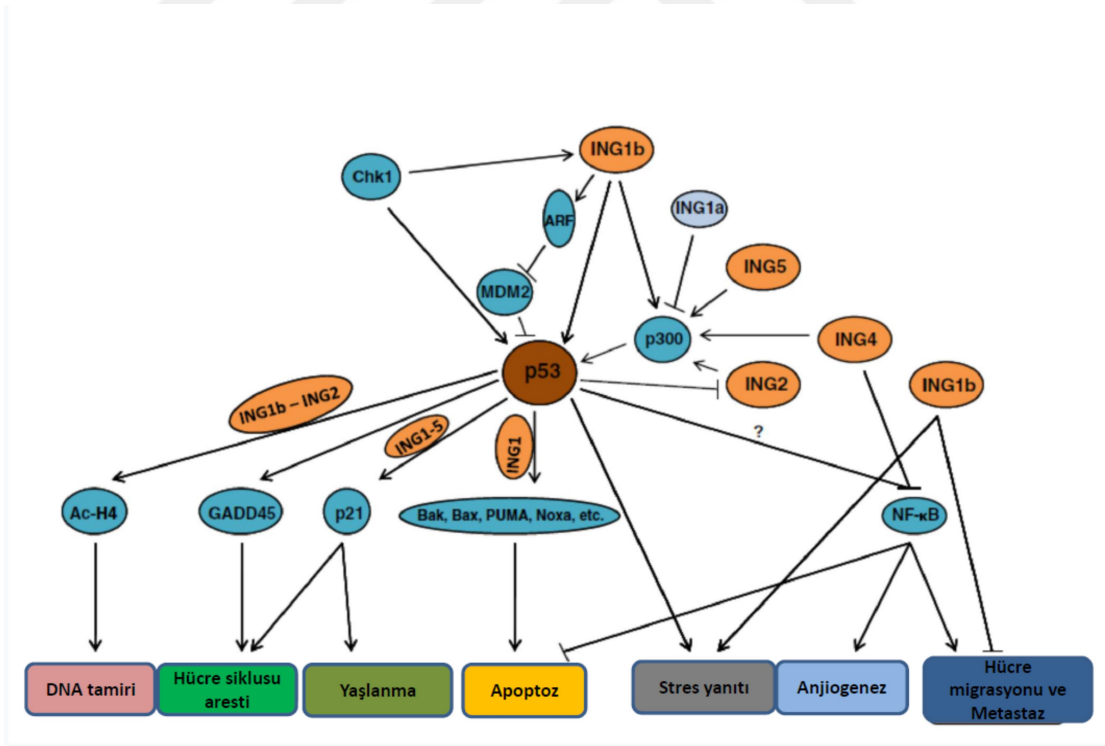 ING1b
Chk1
ARF
ING1a
ING5
MDM2
p300
ING4
p53
ING2
ING1b
ING1b – ING2
ING1-5
ING1
?
Ac-H4
GADD45
p21
Bak, Bax, PUMA, Noxa, etc.
NF-κB
DNA tamiri
Hücre siklusu
aresti
Yaşlanma
Apoptoz
Stres yanıtı
Anjiogenez
Hücre
migrasyonu ve
Metastaz